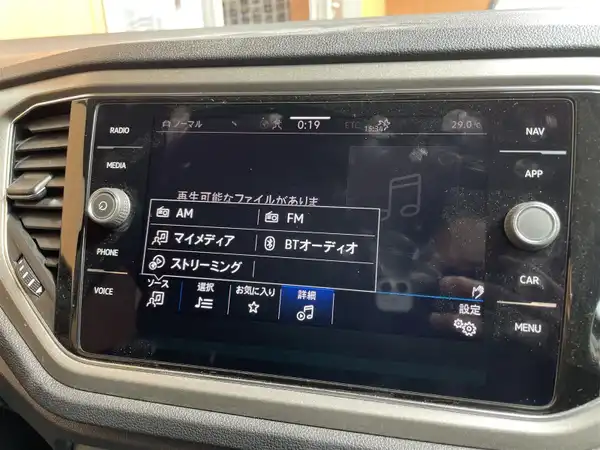 RADIO
MEDIA
PHONE
VOICE
ノーマル
0:19
ETC
18:34
29.0℃
再生可能なファイルがありま
AM
FM
マイメディア
BTオーディオ
ストリーミング
ソース
選択
お気に入り
詳細
設定
NAV
APP
CAR
MENU